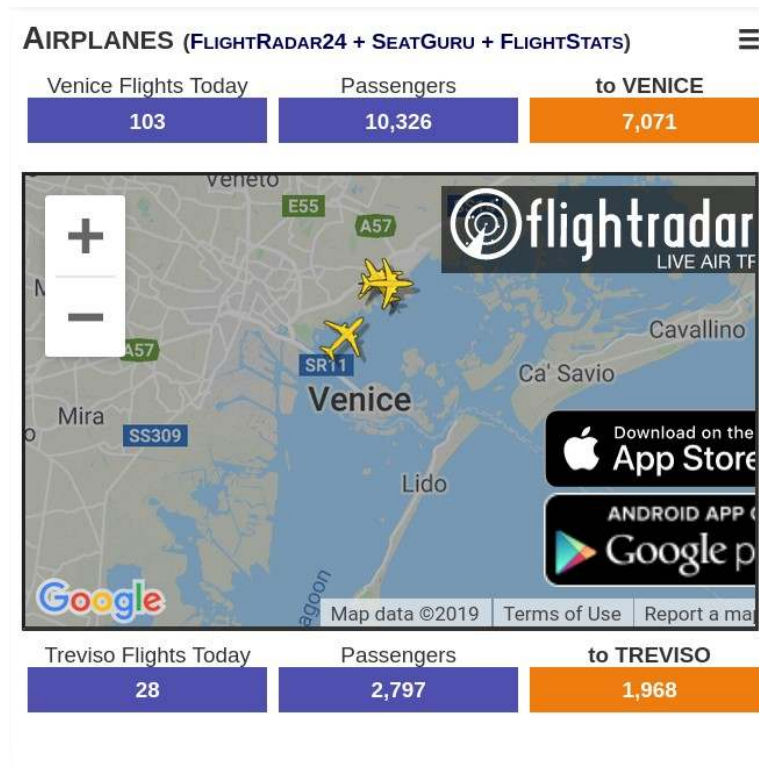 AIRPLANES (FLIGHTRADAR24 + SEATGURU + FLIGHTSTATS)
Venice Flights Today Passengers to VENICE
103 10,326 7,071
Veneto
E55
A57
flightradar
LIVE AIR TR
Cavallino
A57
SR11
Ca' Savio
Venice
Mira
SS309
Download on the
App Store
Lido
ANDROID APP
Google p
agoon
Google
Map data ©2019 Terms of Use Report a map
Treviso Flights Today Passengers to TREVISO
28 2,797 1,968